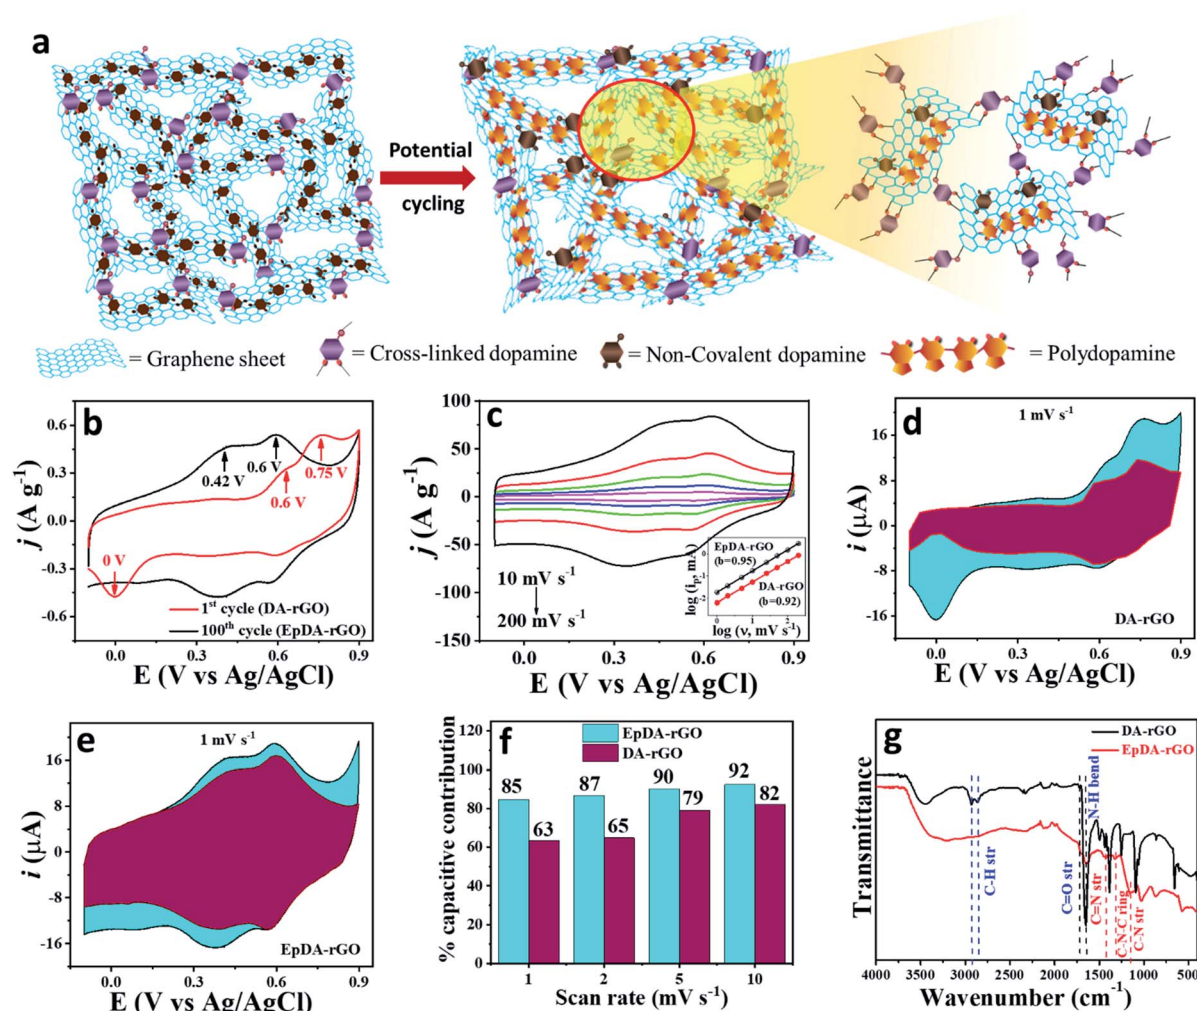 a
Potential
cycling
= Graphene sheet
= Cross-linked dopamine
= Non-Covalent dopamine
= Polydopamine
b
0.6
0.3
0.0
-0.3
-0.6
j (A g⁻¹)
0.42 V
0.6 V
0.75 V
0.6 V
0 V
1ˢᵗ cycle (DA-rGO)
100ᵗʰ cycle (EpDA-rGO)
0.0 0.3 0.6 0.9
E (V vs Ag/AgCl)
c
100
50
0
-50
-100
-150
j (A g⁻¹)
10 mV s⁻¹
200 mV s⁻¹
EpDA-rGO
(b=0.95)
DA-rGO
(b=0.92)
log (iₚ, mA)
0
-1
-2
0 1 2
log (ν, mV s⁻¹)
0.0 0.3 0.6 0.9
E (V vs Ag/AgCl)
d
1 mV s⁻¹
16
8
0
-8
-16
i (μA)
DA-rGO
0.0 0.3 0.6 0.9
E (V vs Ag/AgCl)
e
1 mV s⁻¹
16
8
0
-8
-16
i (μA)
EpDA-rGO
0.0 0.3 0.6 0.9
E (V vs Ag/AgCl)
f
EpDA-rGO
DA-rGO
120
100
80
60
40
20
0
% capacitive contribution
85 63 87 65 90 79 92 82
1 2 5 10
Scan rate (mV s⁻¹)
g
DA-rGO
EpDA-rGO
Transmittance
C-H str
C=O str
N-H bend
C=N str
C-N-C ring
C-N str
4000 3500 3000 2500 2000 1500 1000 500
Wavenumber (cm⁻¹)